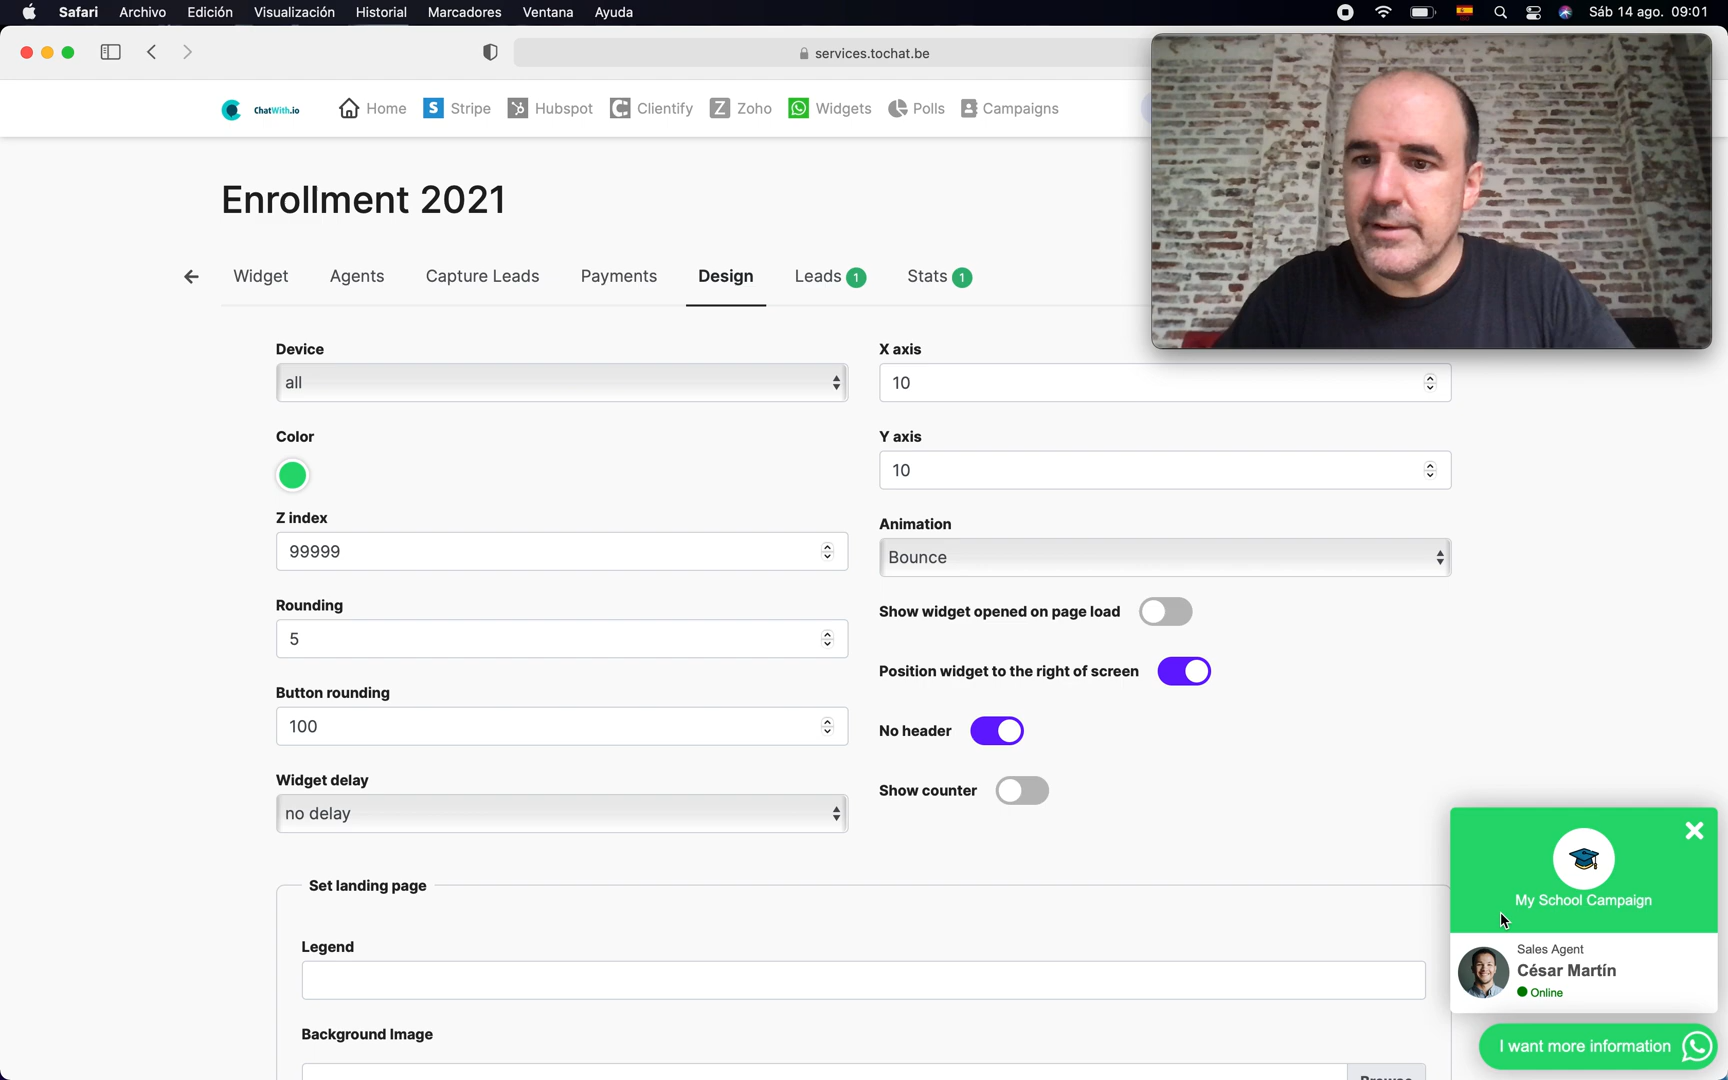 Safari Archivo Edición Visualización Historial Marcadores Ventana Ayuda Sáb 14 ago. 09:01
services.tochat.be
ChatWith.io Home Stripe Hubspot Clientify Zoho Widgets Polls Campaigns
Enrollment 2021
Widget Agents Capture Leads Payments Design Leads 1 Stats 1
Device
all
Color
Z index
99999
Rounding
5
Button rounding
100
Widget delay
no delay
X axis
10
Y axis
10
Animation
Bounce
Show widget opened on page load
Position widget to the right of screen
No header
Show counter
Set landing page
Legend
Background Image
Browse
My School Campaign
Sales Agent
César Martín
Online
I want more information